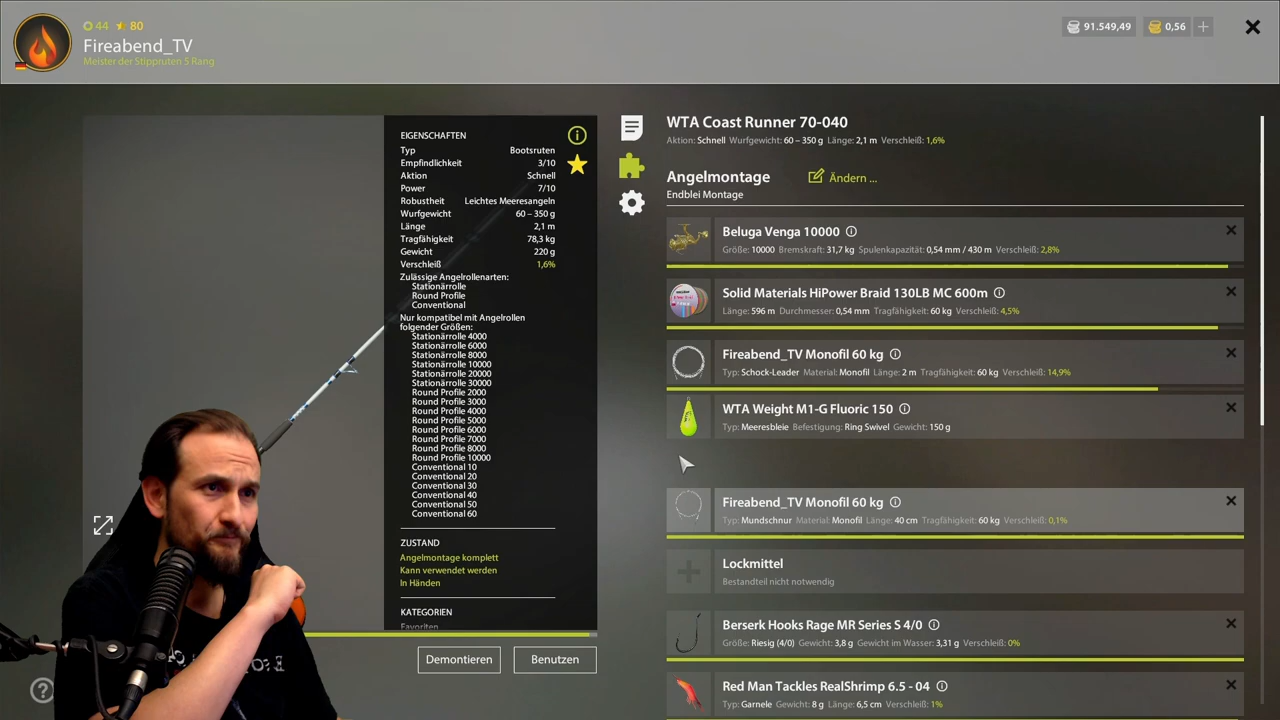 44 80
Fireabend_TV
Meister der Stippruten 5 Rang
91.549,49 0,56
EIGENSCHAFTEN
Typ Bootsruten
Empfindlichkeit 3/10
Aktion Schnell
Power 7/10
Robustheit Leichtes Meeresangeln
Wurfgewicht 60 – 350 g
Länge 2,1 m
Tragfähigkeit 78,3 kg
Gewicht 220 g
Verschleiß 1,6%
Zulässige Angelrollenarten:
Stationärrolle
Round Profile
Conventional
Nur kompatibel mit Angelrollen
folgender Größen:
Stationärrolle 4000
Stationärrolle 6000
Stationärrolle 8000
Stationärrolle 10000
Stationärrolle 20000
Stationärrolle 30000
Round Profile 2000
Round Profile 3000
Round Profile 4000
Round Profile 5000
Round Profile 6000
Round Profile 7000
Round Profile 8000
Round Profile 10000
Conventional 10
Conventional 20
Conventional 30
Conventional 40
Conventional 50
Conventional 60
ZUSTAND
Angelmontage komplett
Kann verwendet werden
In Händen
KATEGORIEN
Favoriten
Demontieren Benutzen
WTA Coast Runner 70-040
Aktion: Schnell Wurfgewicht: 60 – 350 g Länge: 2,1 m Verschleiß: 1,6%
Angelmontage Ändern ...
Endblei Montage
Beluga Venga 10000
Größe: 10000 Bremskraft: 31,7 kg Spulenkapazität: 0,54 mm / 430 m Verschleiß: 2,8%
Solid Materials HiPower Braid 130LB MC 600m
Länge: 596 m Durchmesser: 0,54 mm Tragfähigkeit: 60 kg Verschleiß: 4,5%
Fireabend_TV Monofil 60 kg
Typ: Schock-Leader Material: Monofil Länge: 2 m Tragfähigkeit: 60 kg Verschleiß: 14,9%
WTA Weight M1-G Fluoric 150
Typ: Meeresbleie Befestigung: Ring Swivel Gewicht: 150 g
Fireabend_TV Monofil 60 kg
Typ: Mundschnur Material: Monofil Länge: 40 cm Tragfähigkeit: 60 kg Verschleiß: 0,1%
Lockmittel
Bestandteil nicht notwendig
Berserk Hooks Rage MR Series S 4/0
Größe: Riesig (4/0) Gewicht: 3,8 g Gewicht im Wasser: 3,31 g Verschleiß: 0%
Red Man Tackles RealShrimp 6.5 - 04
Typ: Garnele Gewicht: 8 g Länge: 6,5 cm Verschleiß: 1%